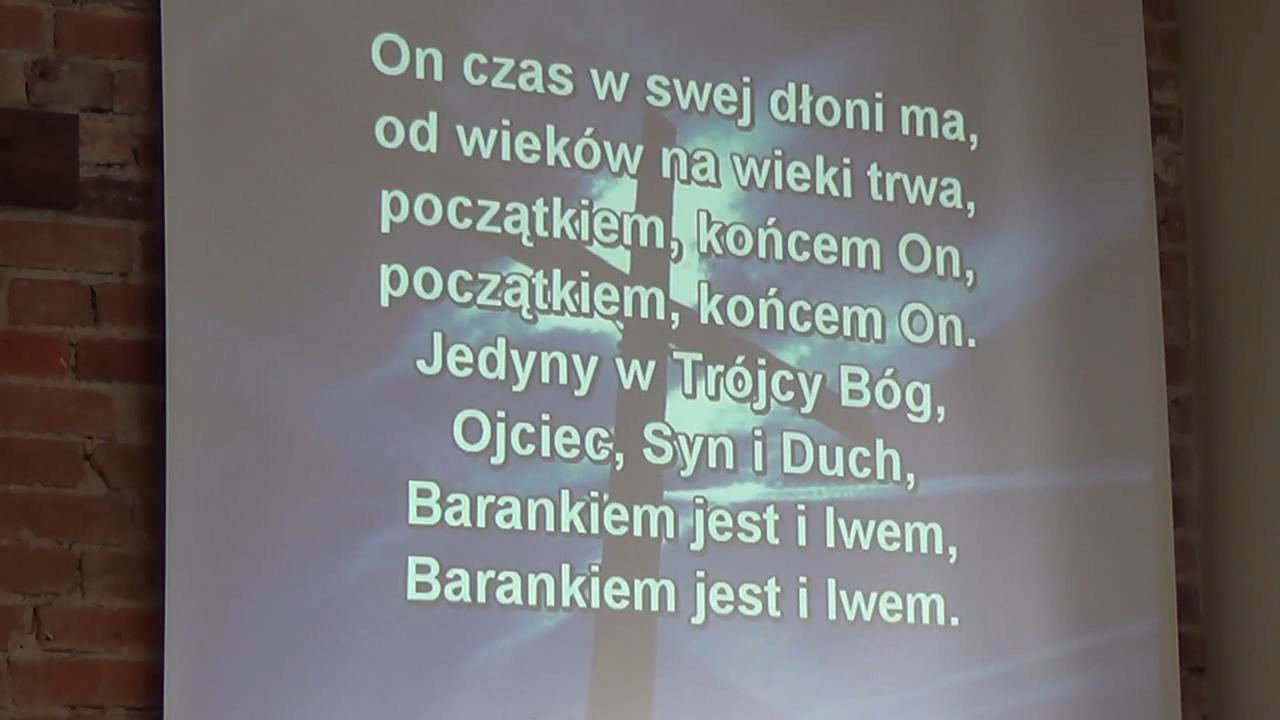 On czas w swej dłoni ma,
od wieków na wieki trwa,
początkiem, końcem On,
początkiem, końcem On.
Jedyny w Trójcy Bóg,
Ojciec, Syn i Duch,
Barankiem jest i lwem,
Barankiem jest i lwem.